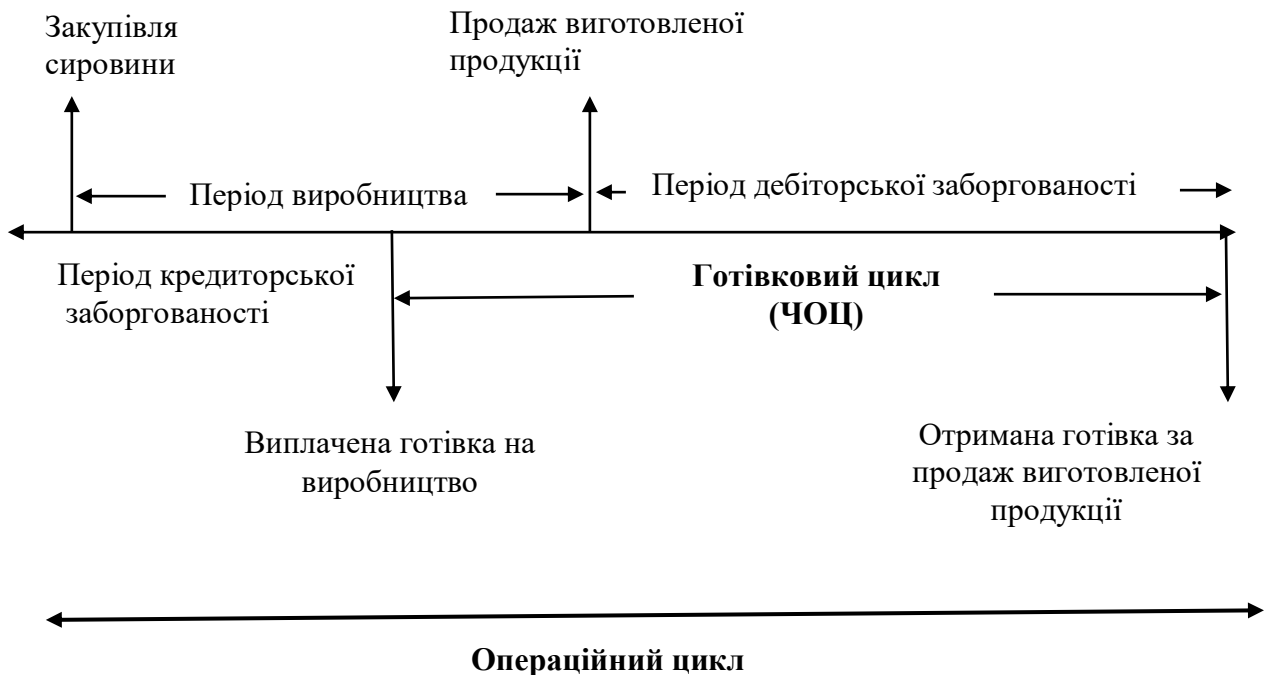 Закупівля
сировини
Продаж виготовленої
продукції
Період виробництва
Період дебіторської заборгованості
Період кредиторської
заборгованості
Готівковий цикл
(ЧОЦ)
Виплачена готівка на
виробництво
Отримана готівка за
продаж виготовленої
продукції
Операційний цикл